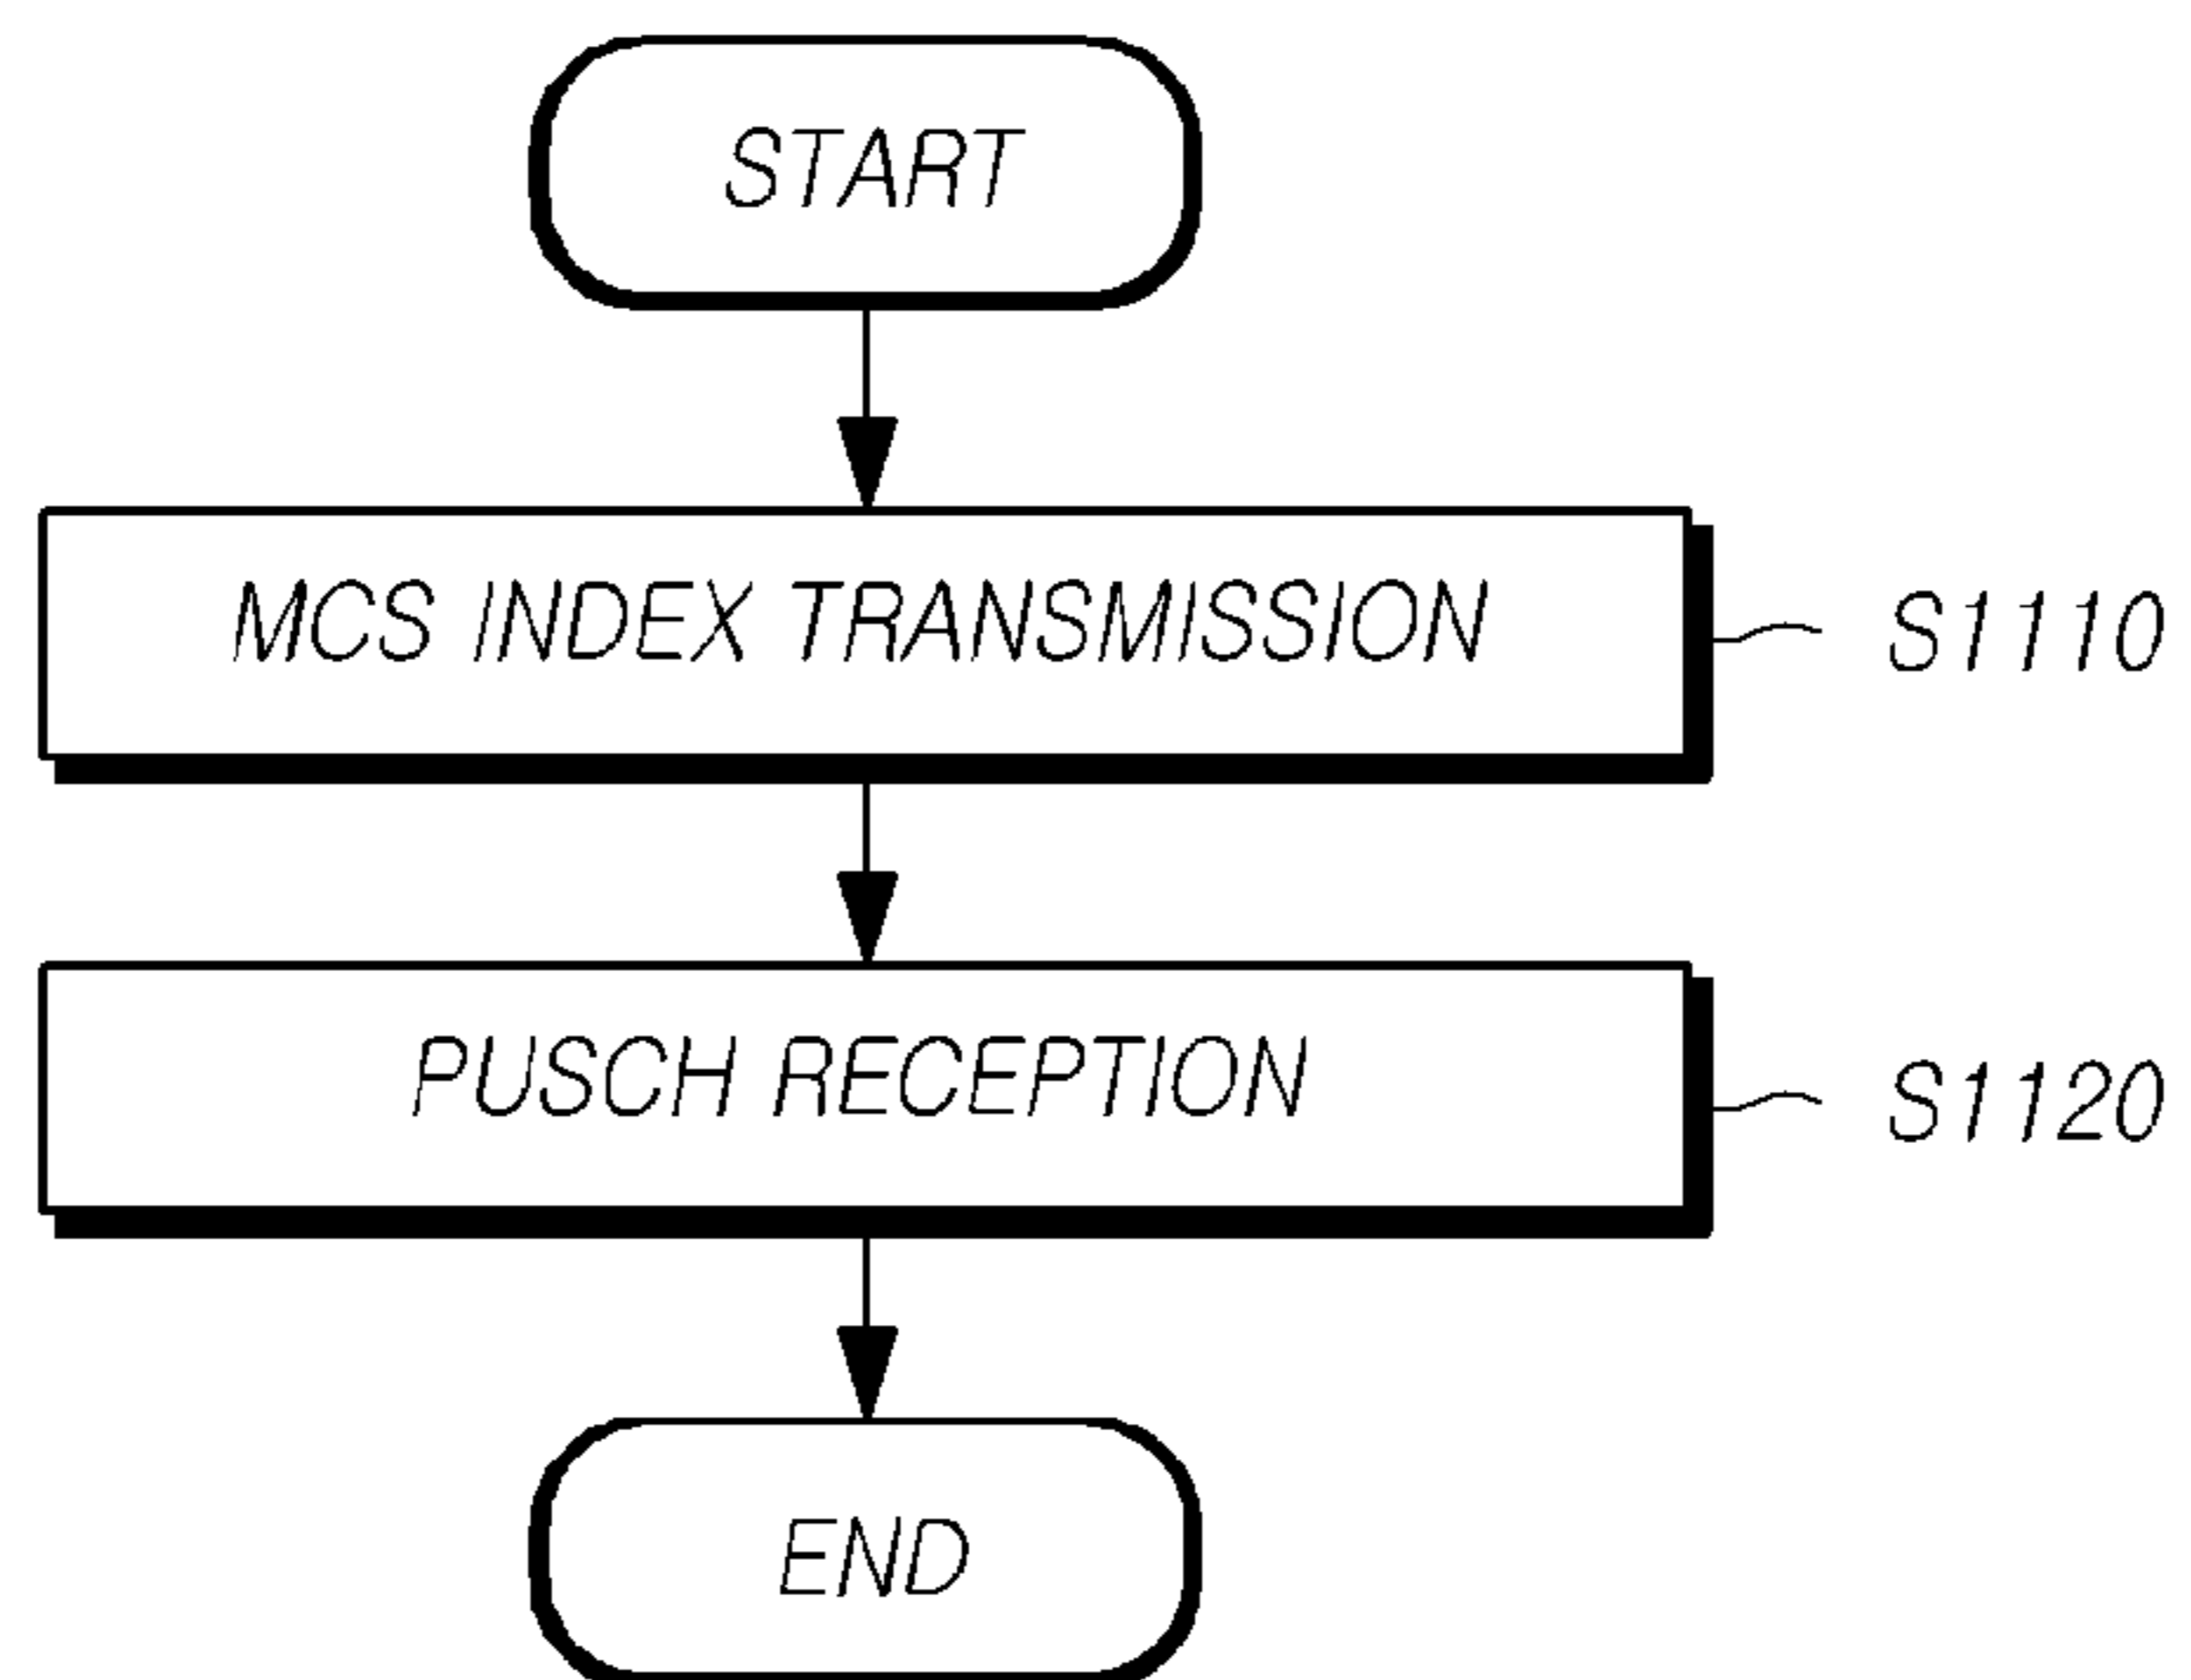 START
MCS INDEX TRANSMISSION
S1110
PUSCH RECEPTION
S1120
END